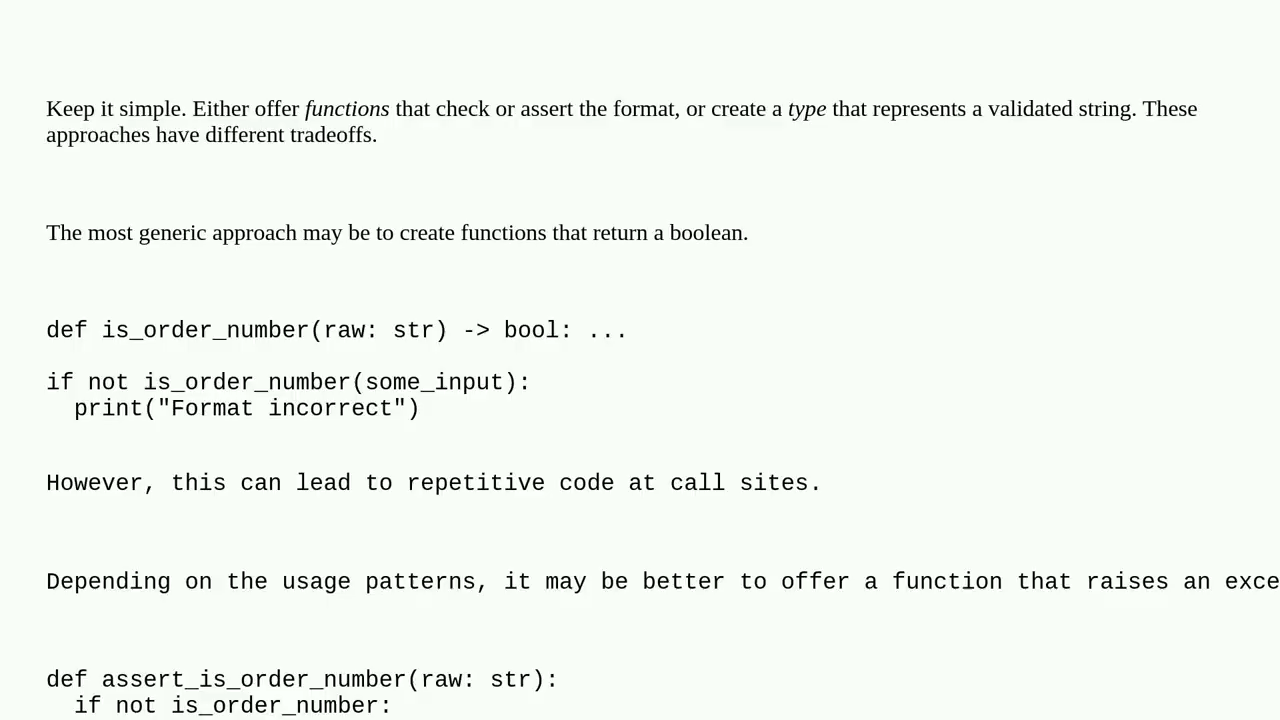 Keep it simple. Either offer functions that check or assert the format, or create a type that represents a validated string. These
approaches have different tradeoffs.
The most generic approach may be to create functions that return a boolean.
def is_order_number(raw: str) -> bool: ...
if not is_order_number(some_input):
  print("Format incorrect")
However, this can lead to repetitive code at call sites.
Depending on the usage patterns, it may be better to offer a function that raises an exce
def assert_is_order_number(raw: str):
  if not is_order_number: